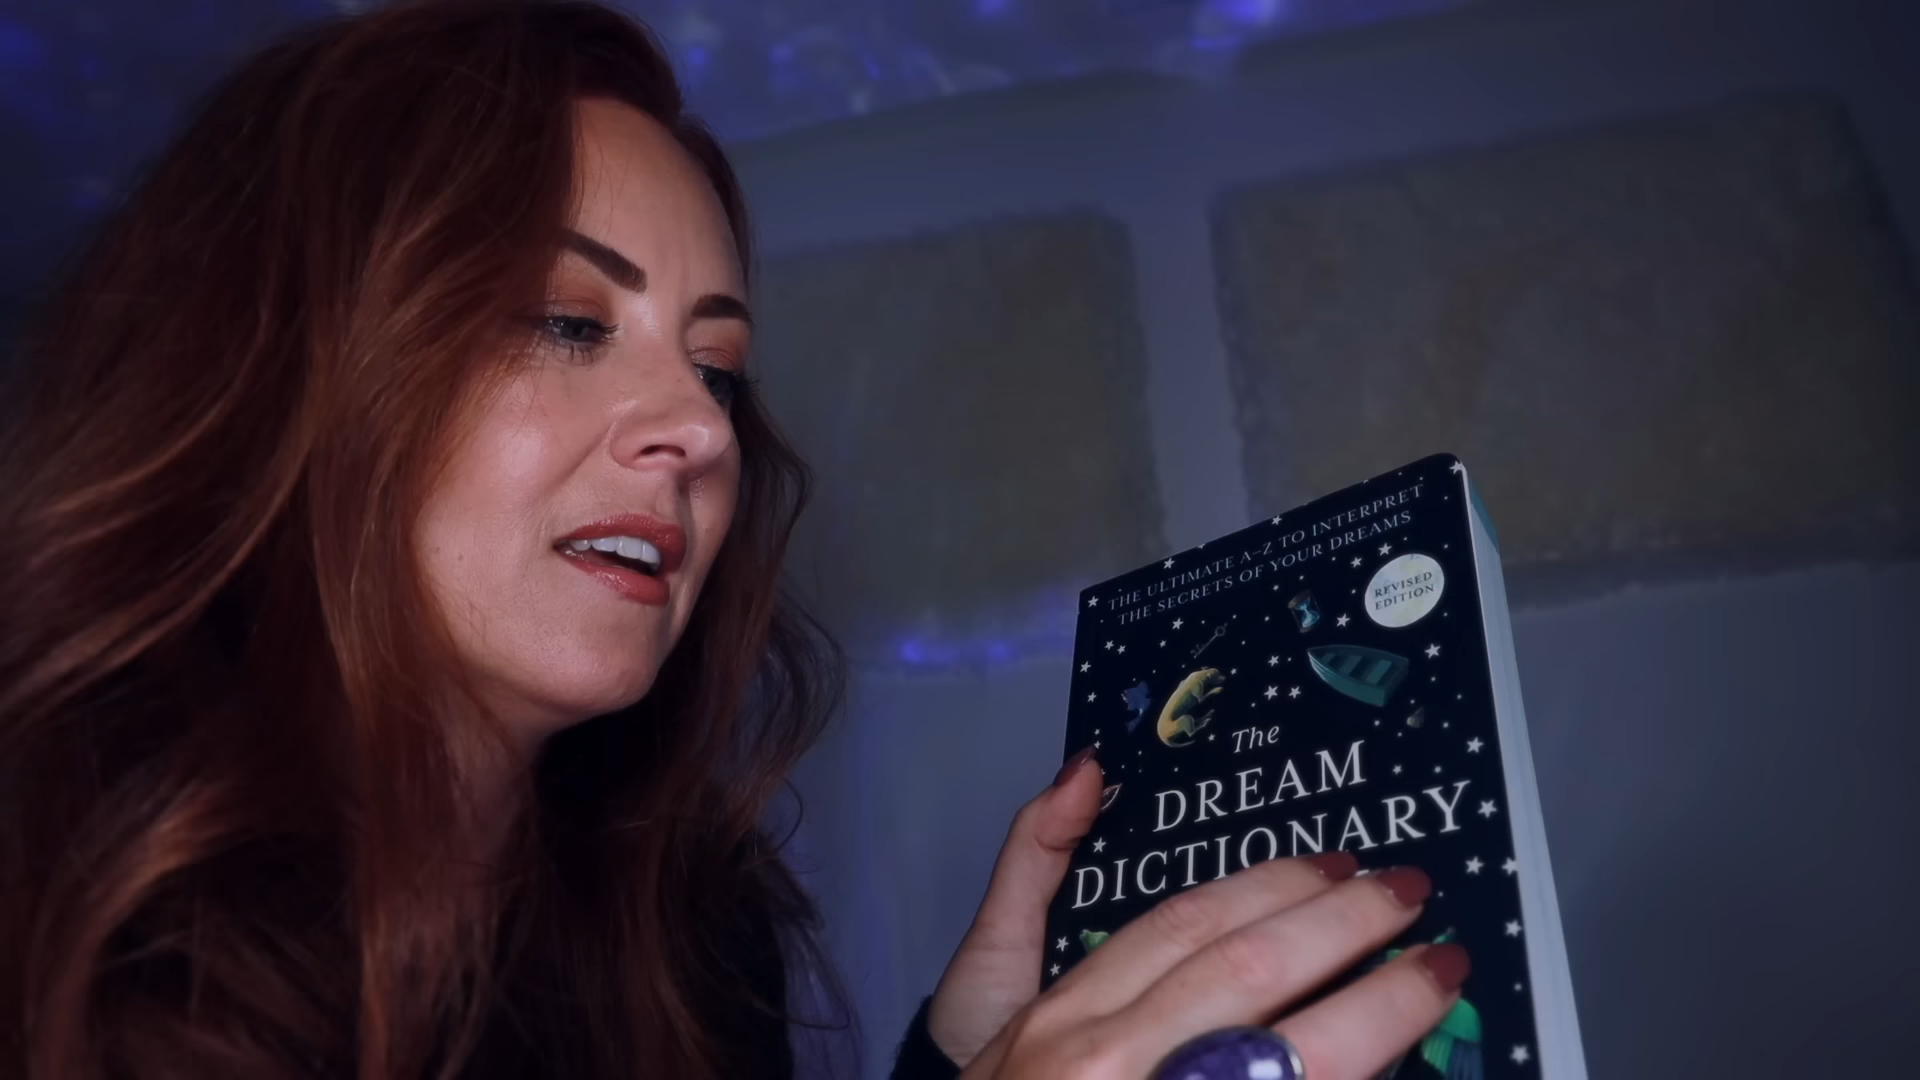 THE ULTIMATE A–Z TO INTERPRET
THE SECRETS OF YOUR DREAMS
REVISED
EDITION
The
DREAM
DICTIONARY